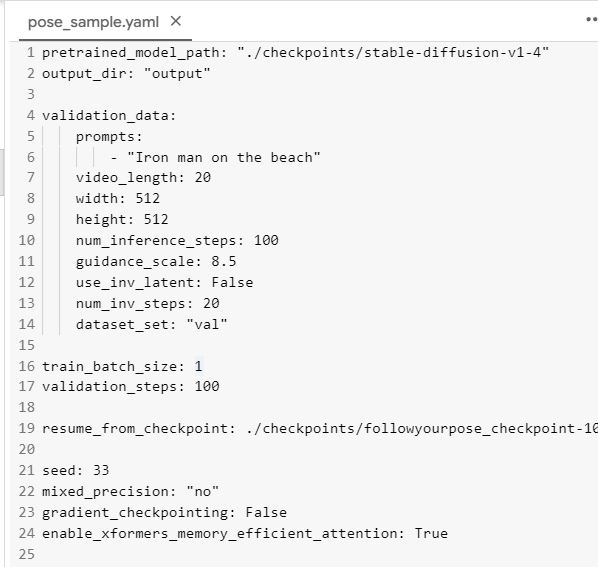 pose_sample.yaml ×
1 pretrained_model_path: "./checkpoints/stable-diffusion-v1-4"
2 output_dir: "output"
3
4 validation_data:
5     prompts:
6         - "Iron man on the beach"
7     video_length: 20
8     width: 512
9     height: 512
10     num_inference_steps: 100
11     guidance_scale: 8.5
12     use_inv_latent: False
13     num_inv_steps: 20
14     dataset_set: "val"
15
16 train_batch_size: 1
17 validation_steps: 100
18
19 resume_from_checkpoint: ./checkpoints/followyourpose_checkpoint-10
20
21 seed: 33
22 mixed_precision: "no"
23 gradient_checkpointing: False
24 enable_xformers_memory_efficient_attention: True
25